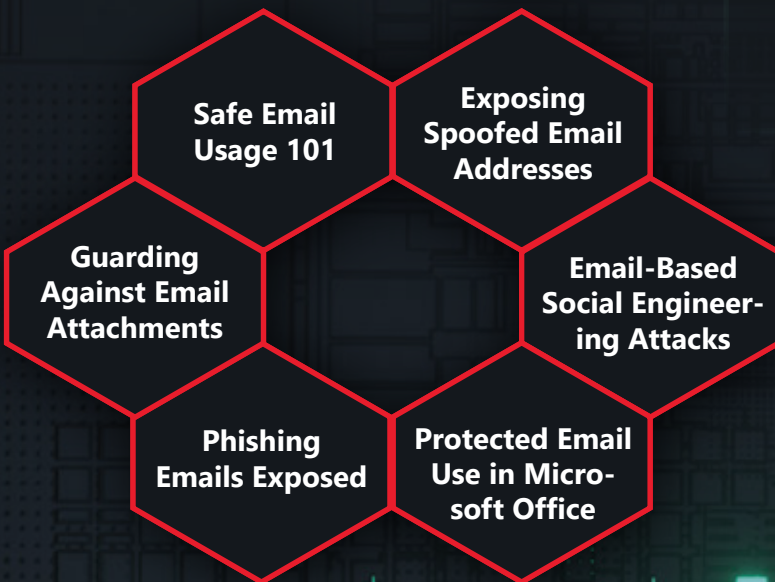 Safe Email
Usage 101
Exposing
Spoofed Email
Addresses
Guarding
Against Email
Attachments
Email-Based
Social Engineer-
ing Attacks
Phishing
Emails Exposed
Protected Email
Use in Micro-
soft Office